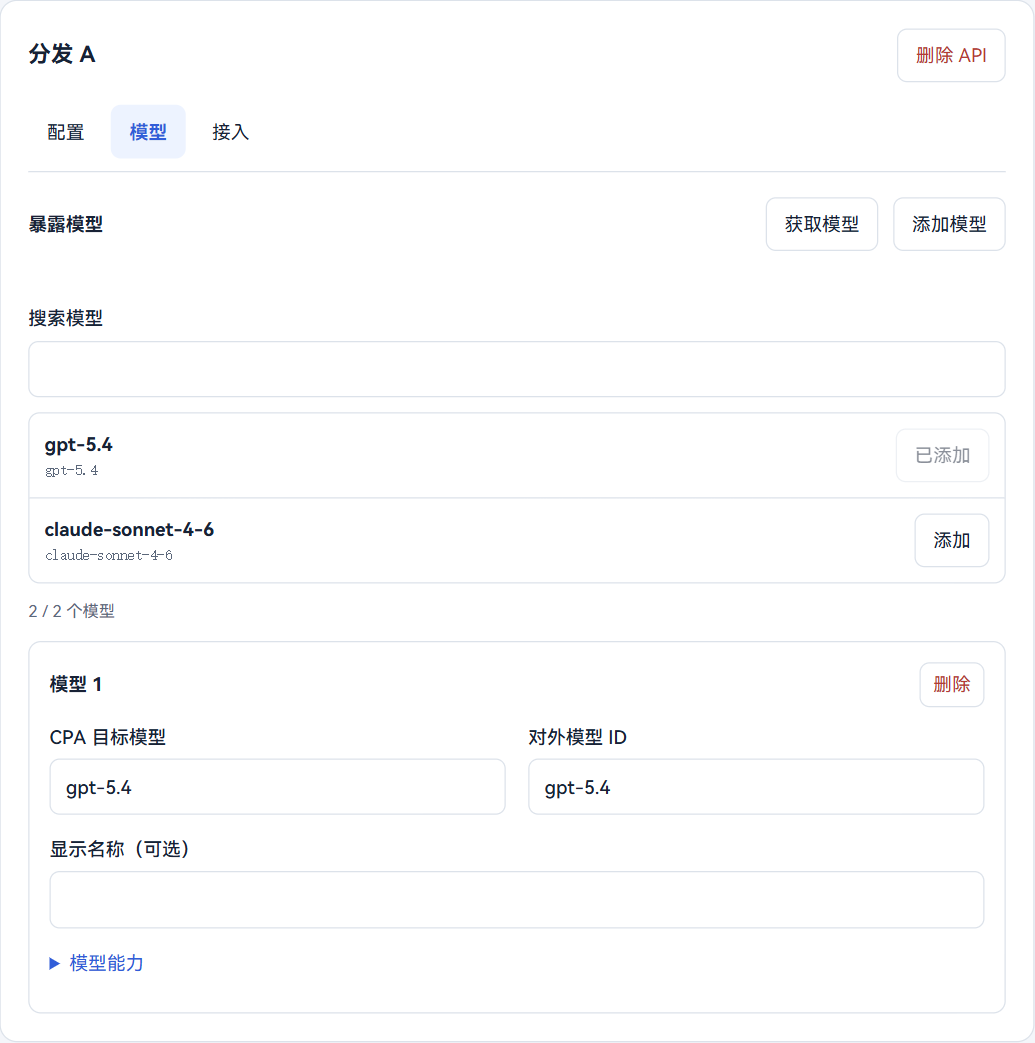 分发 A
删除 API
配置
模型
接入
暴露模型
获取模型
添加模型
搜索模型
gpt-5.4
gpt-5.4
已添加
claude-sonnet-4-6
claude-sonnet-4-6
添加
2 / 2 个模型
模型 1
删除
CPA 目标模型
对外模型 ID
gpt-5.4
gpt-5.4
显示名称（可选）
模型能力